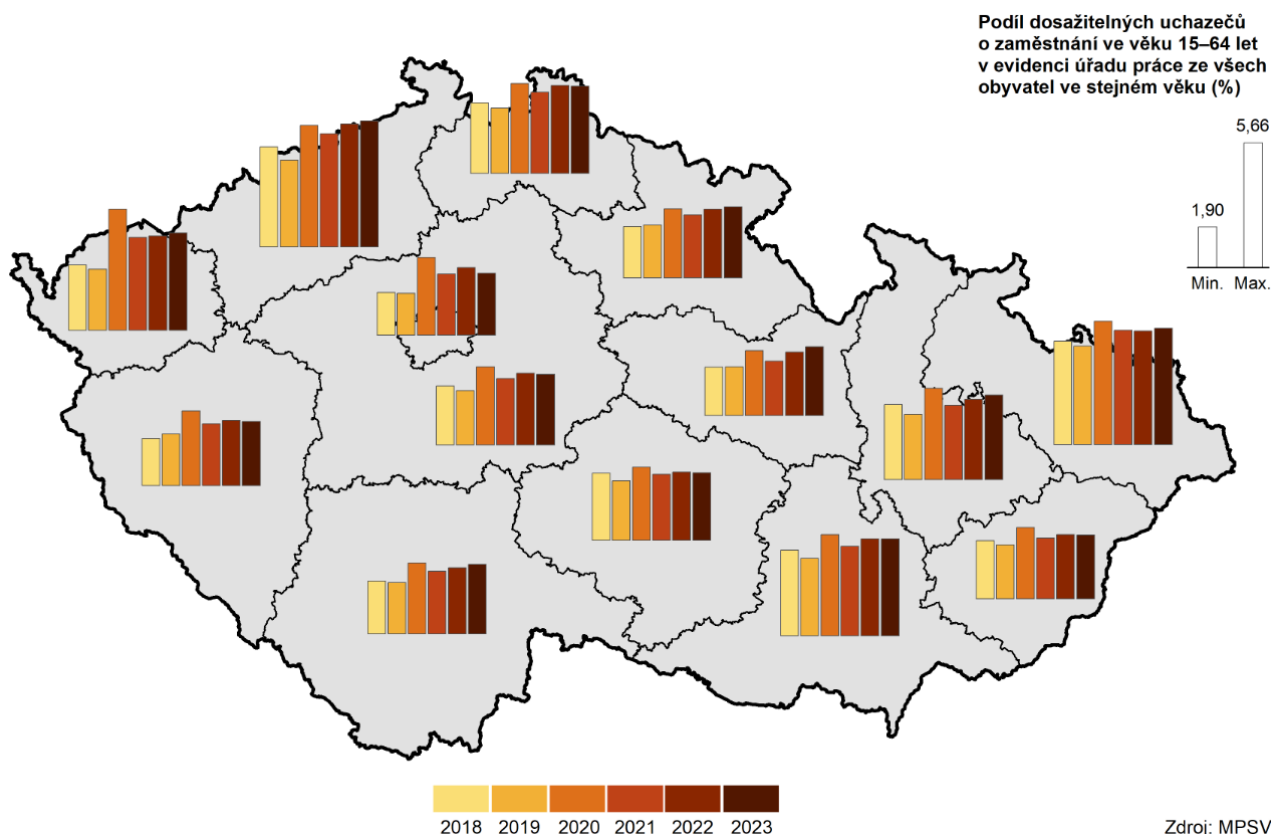 Podíl dosažitelných uchazečů
o zaměstnání ve věku 15–64 let
v evidenci úřadu práce ze všech
obyvatel ve stejném věku (%)
5,66
1,90
Min. Max.
2018 2019 2020 2021 2022 2023
Zdroj: MPSV